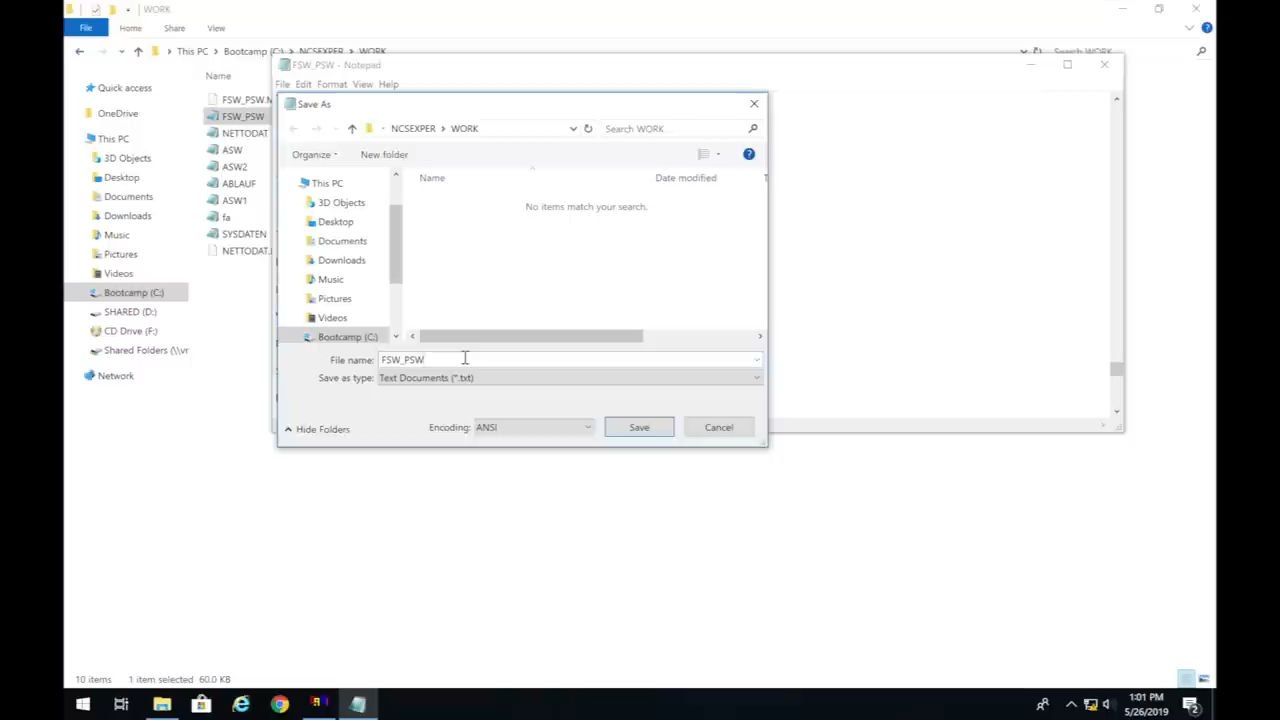 WORK
File Home Share View
This PC Bootcamp (C:) NCSEXPER WORK Search WORK
FSW_PSW - Notepad
File Edit Format View Help
Name
Quick access
OneDrive
This PC
3D Objects
Desktop
Documents
Downloads
Music
Pictures
Videos
Bootcamp (C:)
SHARED (D:)
CD Drive (F:)
Shared Folders (\\vr
Network
FSW_PSW.M
FSW_PSW
NETTODAT
ASW
ASW2
ABLAUF
ASW1
fa
SYSDATEN
NETTODAT.
Save As
NCSEXPER WORK Search WORK
Organize New folder
This PC
3D Objects
Desktop
Documents
Downloads
Music
Pictures
Videos
Bootcamp (C:)
Name Date modified T
No items match your search.
File name: FSW_PSW
Save as type: Text Documents (*.txt)
Hide Folders Encoding: ANSI Save Cancel
10 items 1 item selected 60.0 KB
1:01 PM
5/26/2019
2